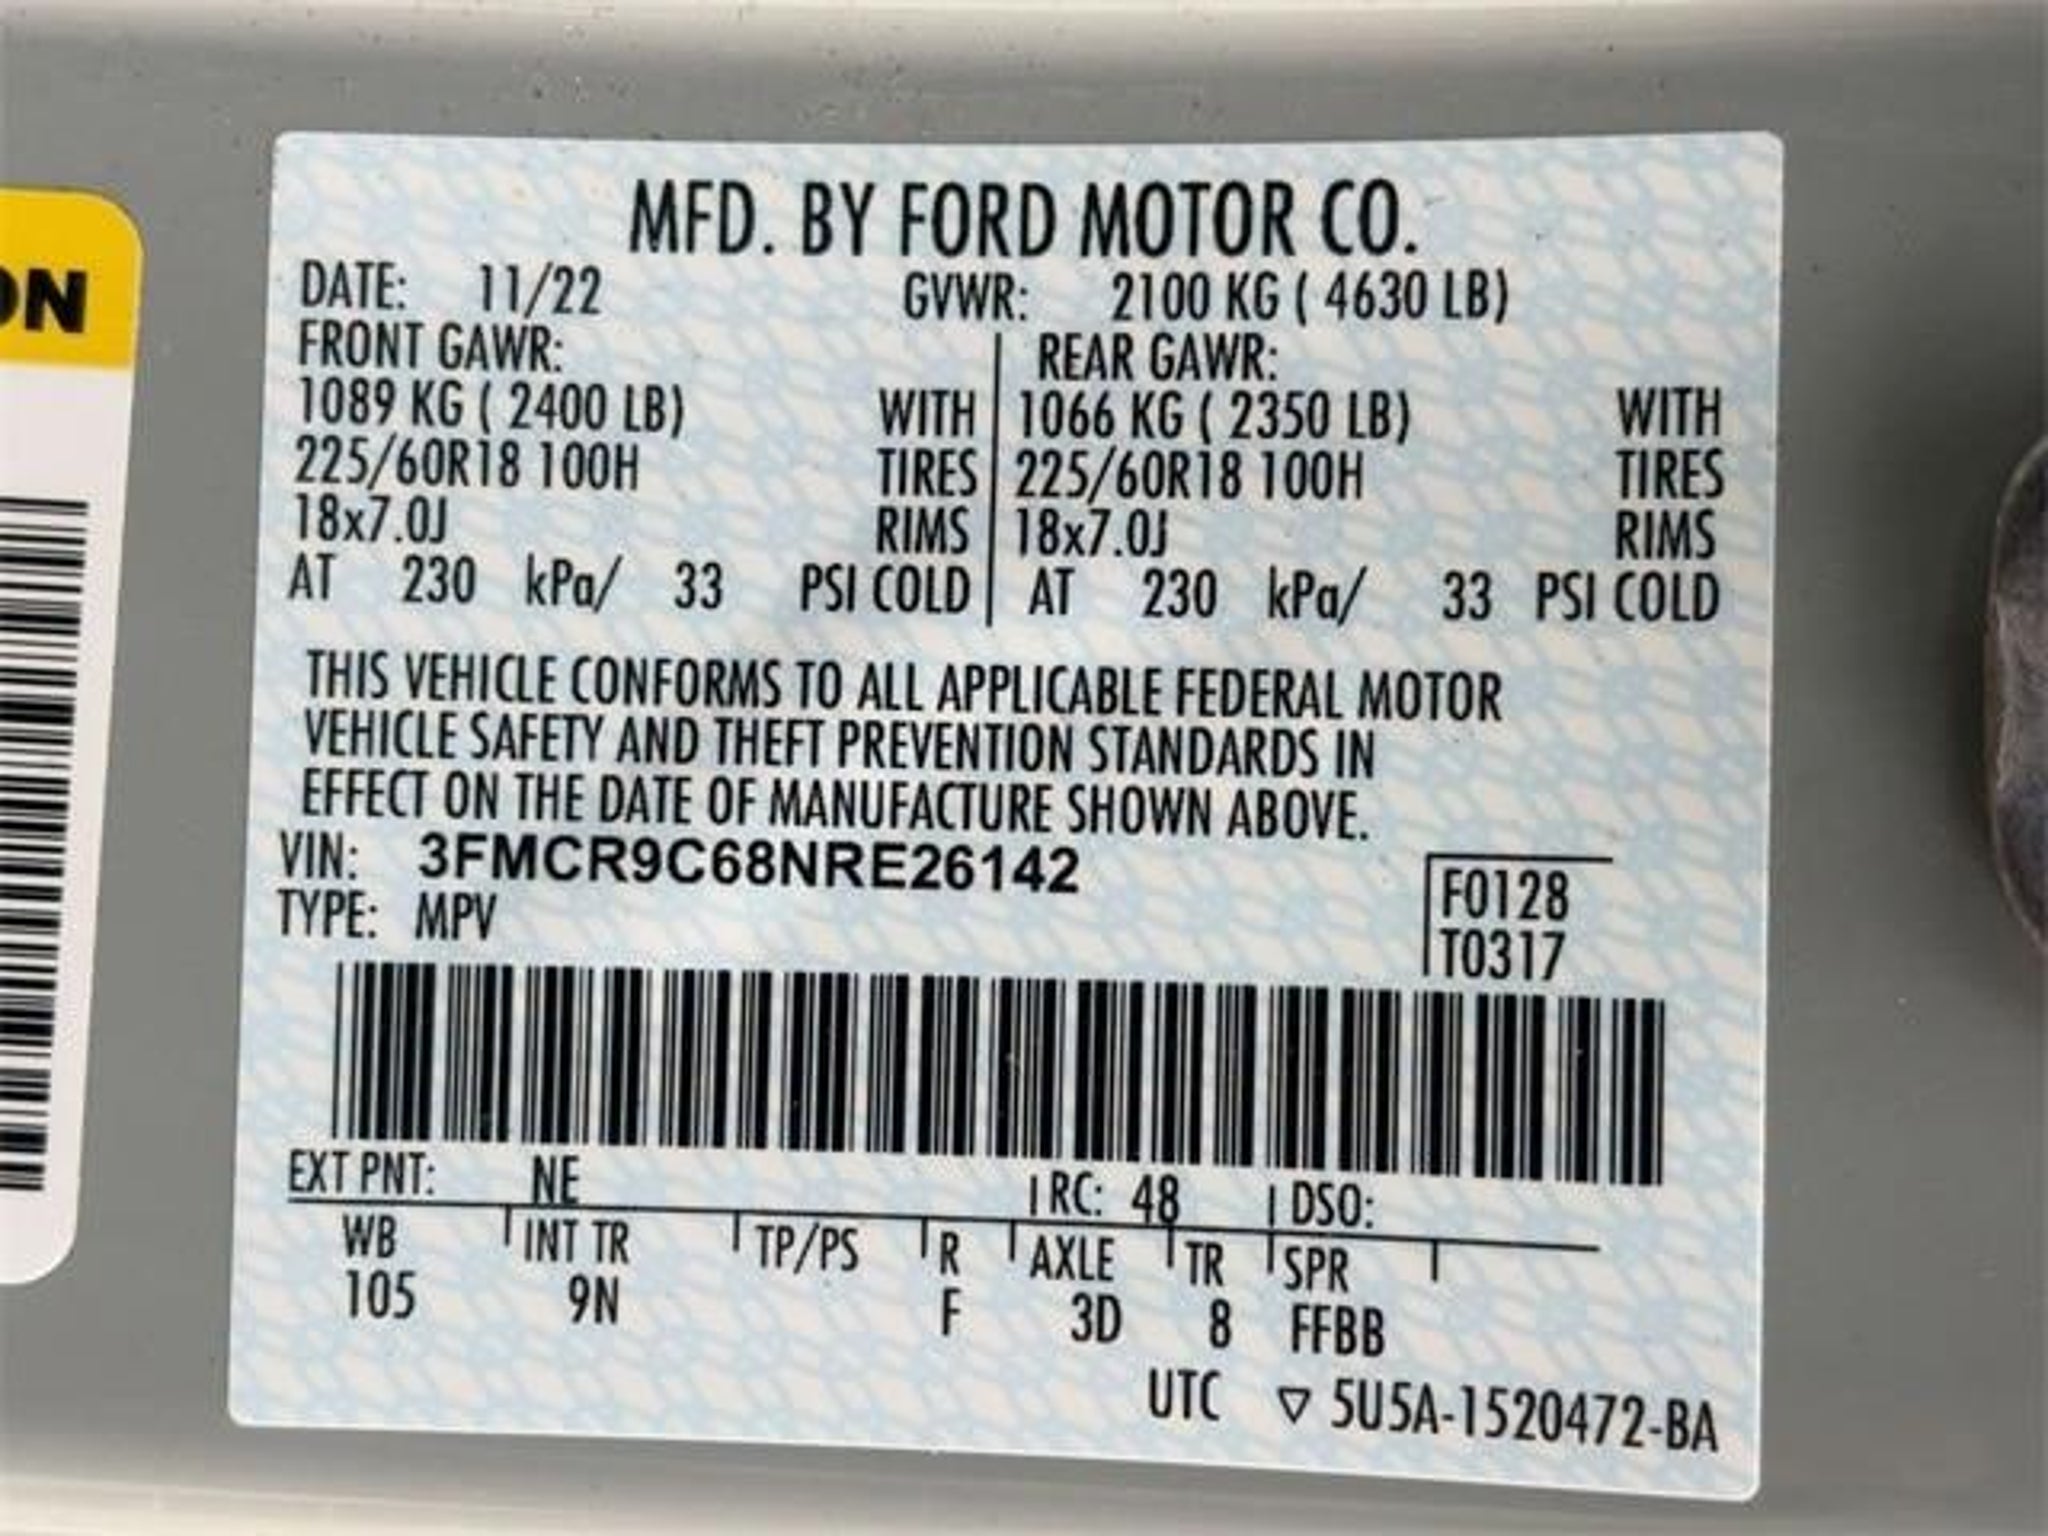 MFD. BY FORD MOTOR CO.
DATE: 11/22 GVWR: 2100 KG ( 4630 LB)
FRONT GAWR: REAR GAWR:
1089 KG ( 2400 LB) WITH 1066 KG ( 2350 LB) WITH
225/60R18 100H TIRES 225/60R18 100H TIRES
18x7.0J RIMS 18x7.0J RIMS
AT 230 kPa/ 33 PSI COLD AT 230 kPa/ 33 PSI COLD
THIS VEHICLE CONFORMS TO ALL APPLICABLE FEDERAL MOTOR
VEHICLE SAFETY AND THEFT PREVENTION STANDARDS IN
EFFECT ON THE DATE OF MANUFACTURE SHOWN ABOVE.
VIN: 3FMCR9C68NRE26142
F0128
TYPE: MPV
T0317
EXT PNT: NE RC: 48 DSO:
WB INT TR TP/PS R AXLE TR SPR
105 9N F 3D 8 FFBB
UTC ▽ 5U5A-1520472-BA